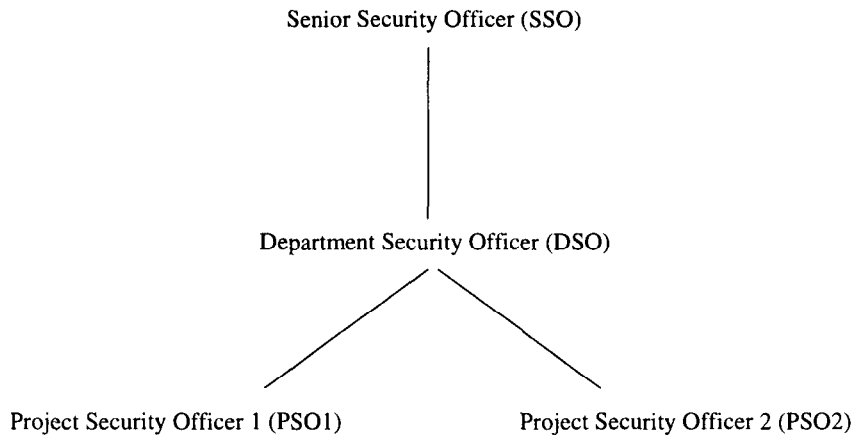 Senior Security Officer (SSO)
Department Security Officer (DSO)
Project Security Officer 1 (PSO1)
Project Security Officer 2 (PSO2)